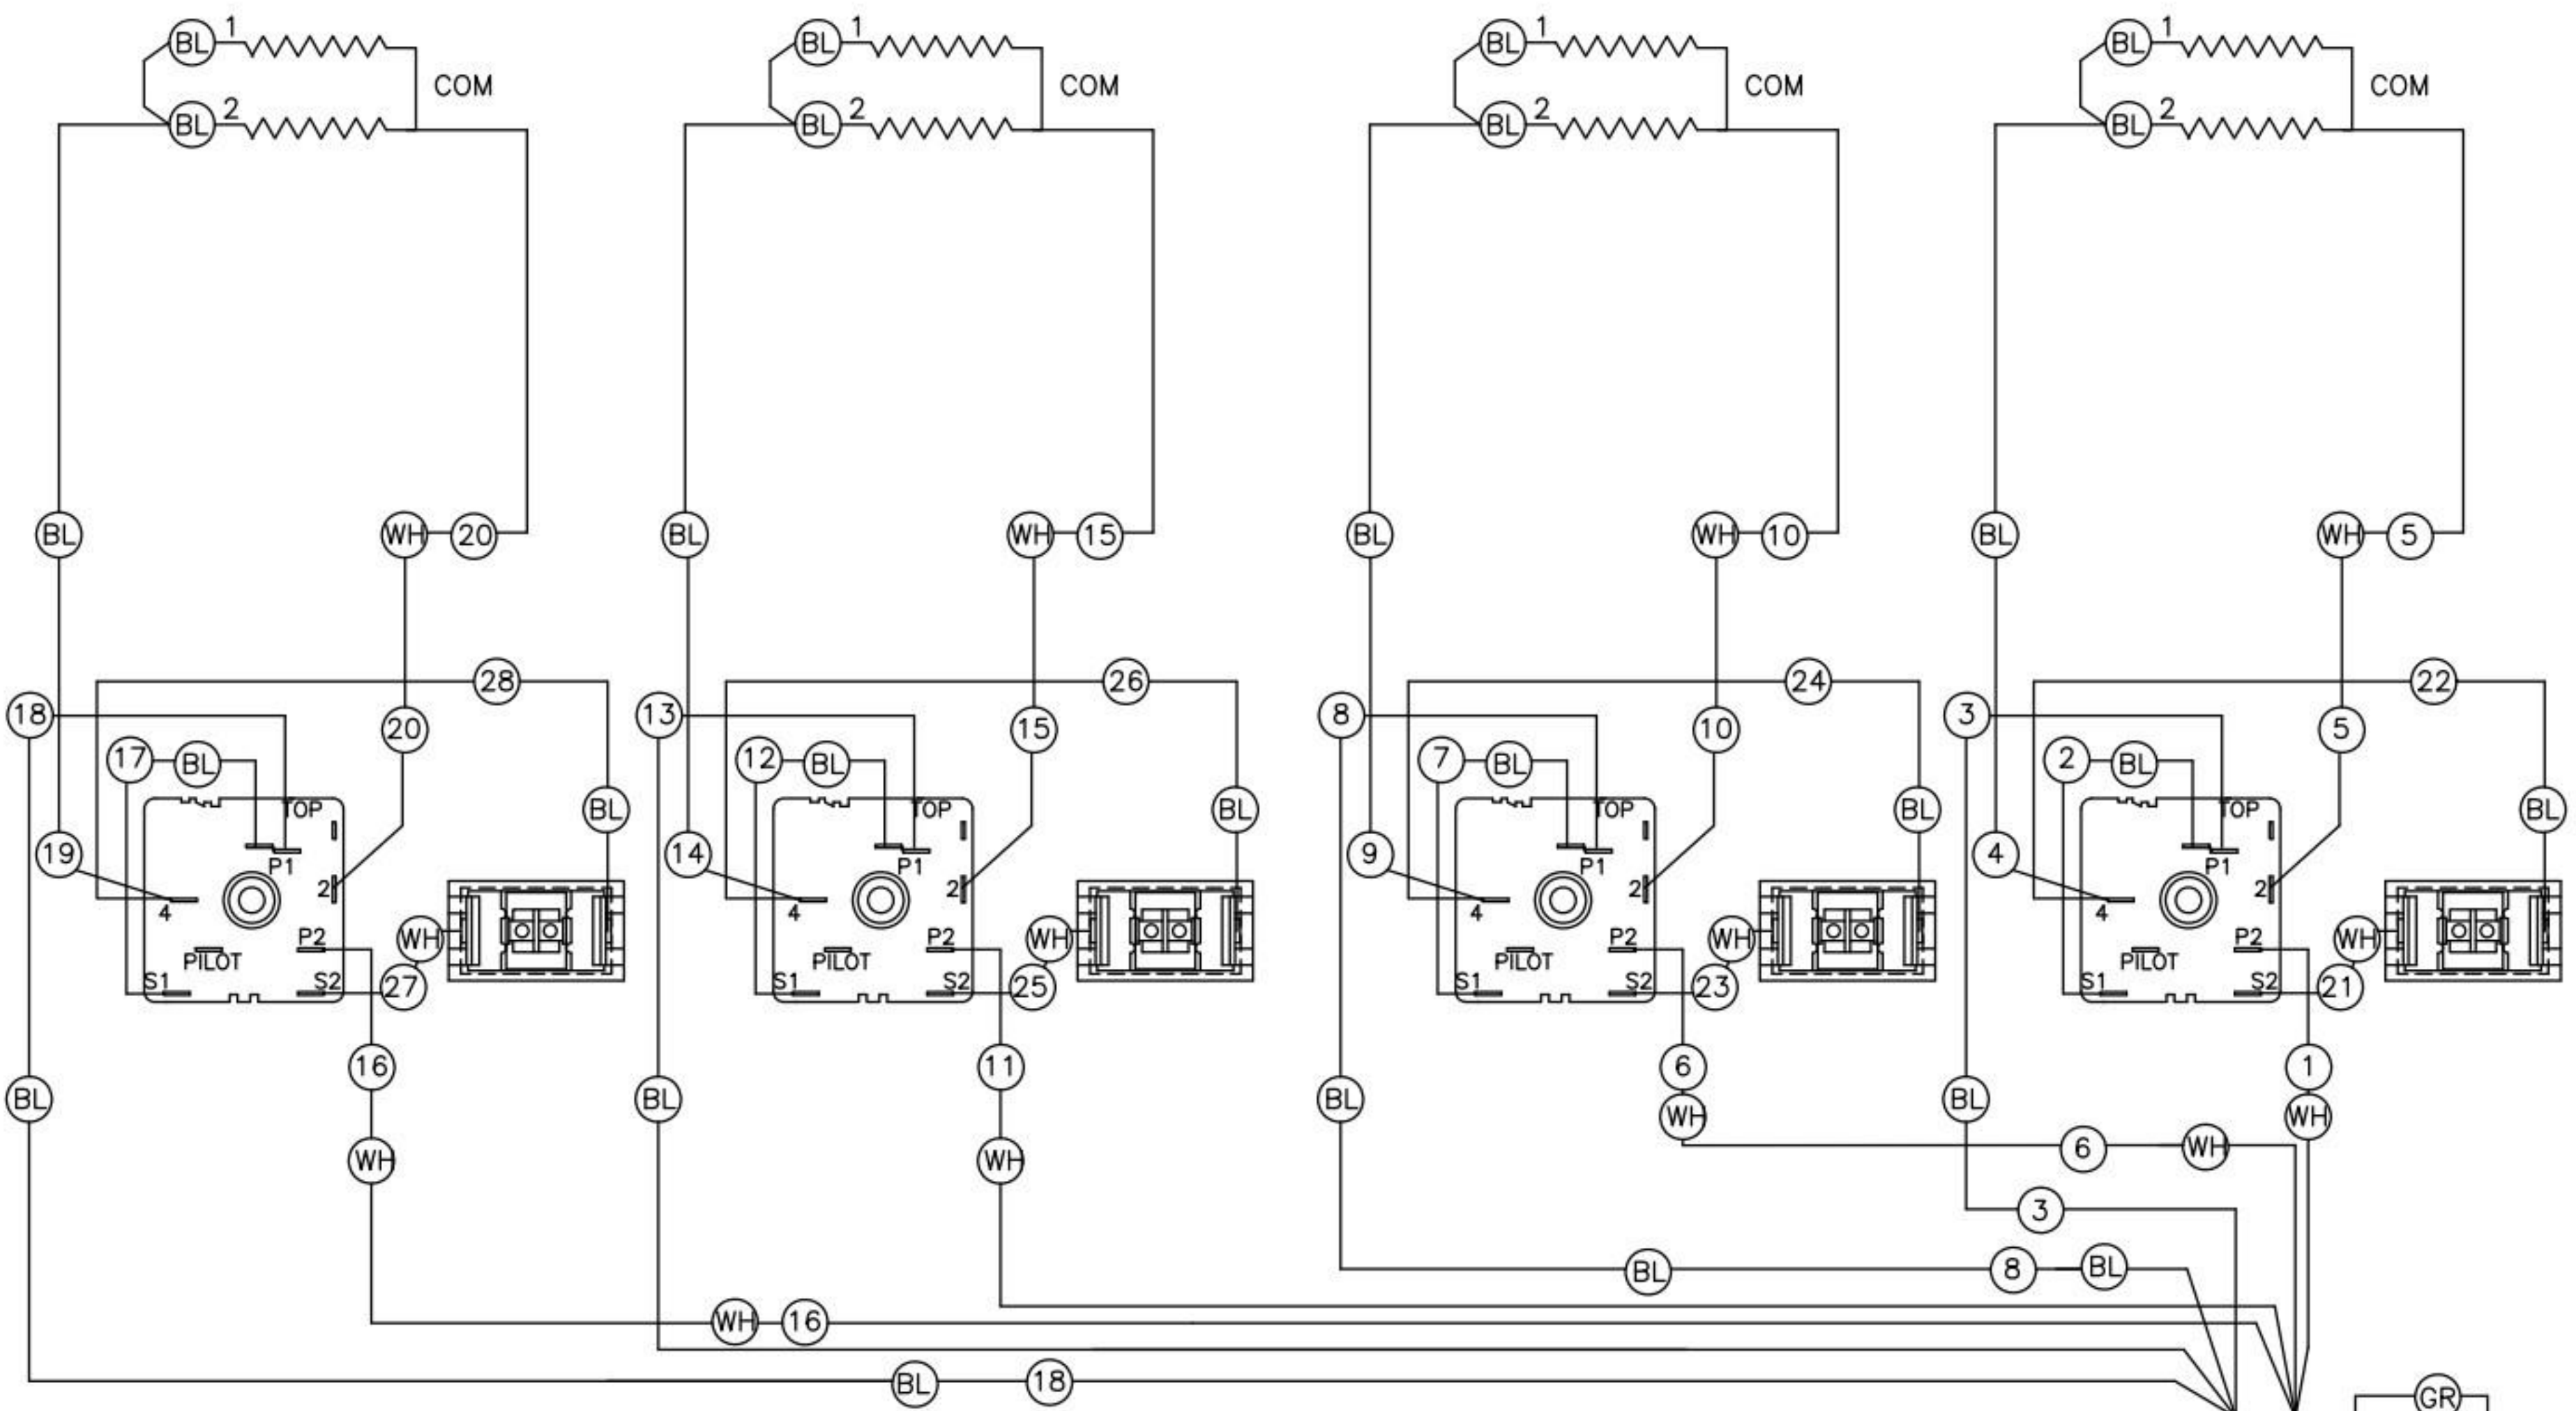 BL 1 BL 1 BL 1 BL 1
COM COM COM COM
BL 2 BL 2 BL 2 BL 2
BL WH 20 BL WH 15 BL WH 10 BL WH 5
28 26 24 22
18 20 13 15 8 10 3 5
17 BL 12 BL 7 BL 2 BL
TOP BL TOP BL TOP BL TOP BL
19 P1 14 P1 9 P1 4 P1
2 2 2 2
4 4 4 4
P2 WH P2 WH P2 WH P2 WH
PILOT PILOT PILOT PILOT
S1 S2 27 S1 S2 25 S1 S2 23 S1 S2 21
16 11 6 1
BL BL BL WH BL WH
WH WH 6 WH
3
BL 8 BL
WH 16
BL 18 GR